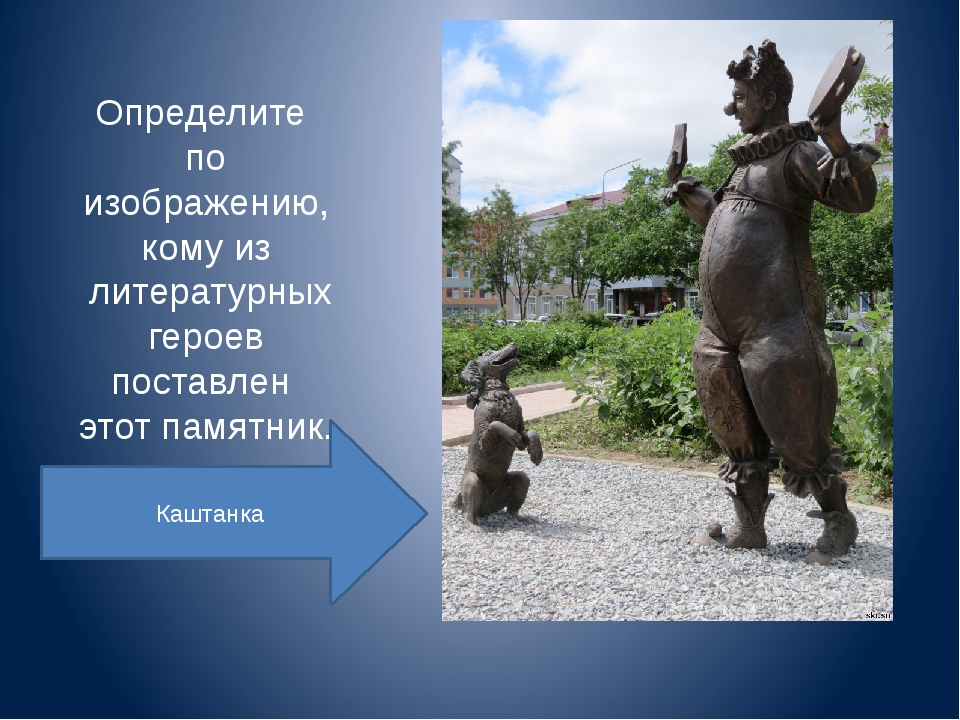 Определите
по
изображению,
кому из
литературных
героев
поставлен
этот памятник.
Каштанка